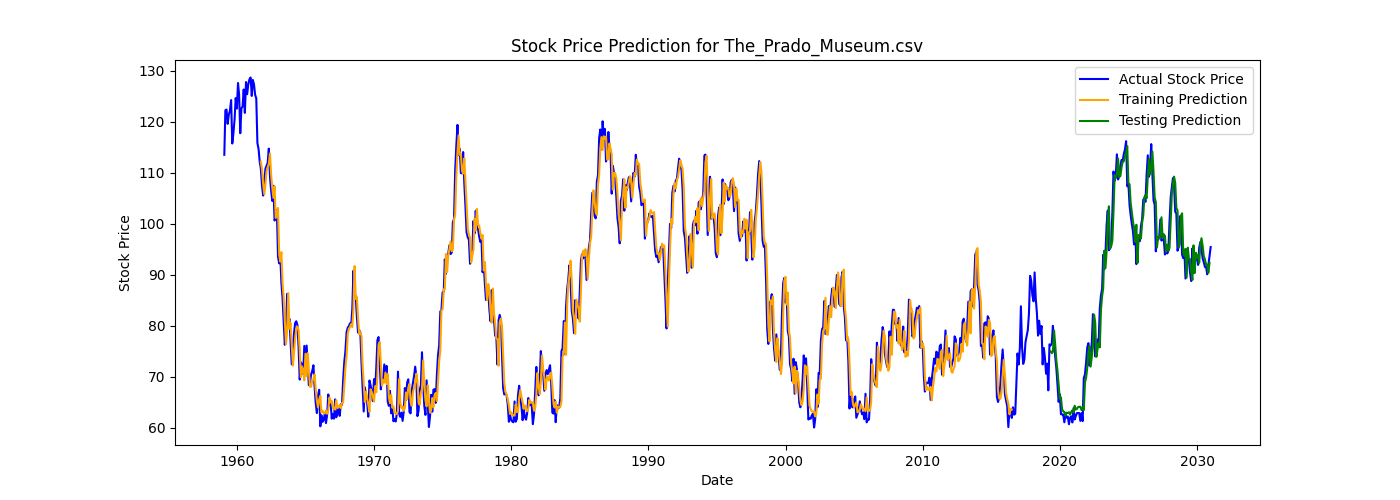 Stock Price Prediction for The_Prado_Museum.csv
Actual Stock Price
Training Prediction
Testing Prediction
Stock Price
130
120
110
100
90
80
70
60
1960
1970
1980
1990
2000
2010
2020
2030
Date